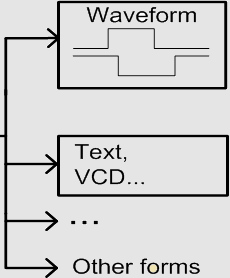 Waveform
Text,
VCD...
...
Other forms